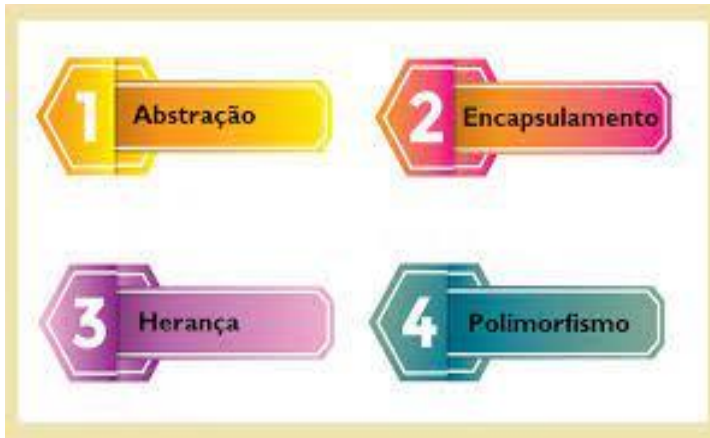 1 Abstração
2 Encapsulamento
3 Herança
4 Polimorfismo